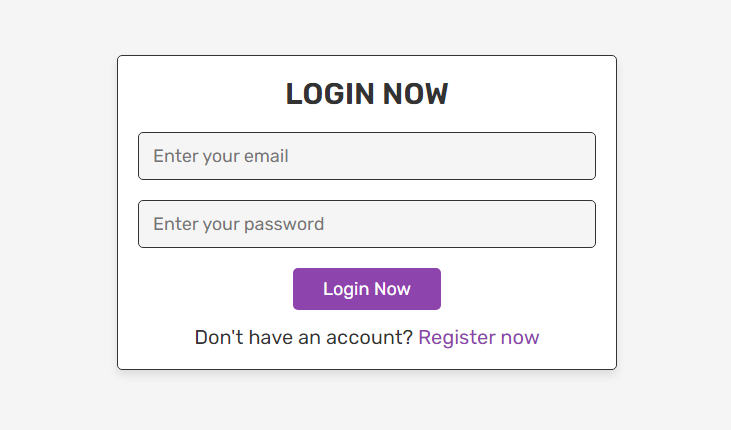 LOGIN NOW
Enter your email
Enter your password
Login Now
Don't have an account? Register now